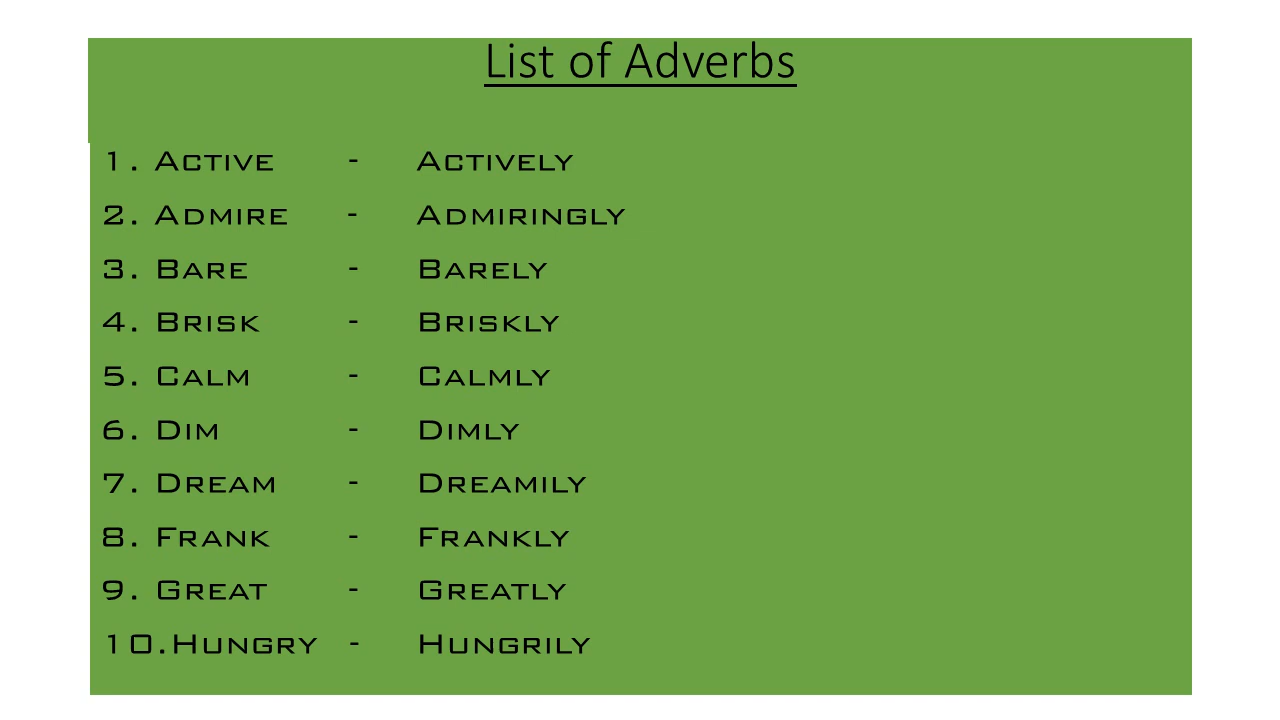 List of Adverbs
1. Active - Actively
2. Admire - Admiringly
3. Bare - Barely
4. Brisk - Briskly
5. Calm - Calmly
6. Dim - Dimly
7. Dream - Dreamily
8. Frank - Frankly
9. Great - Greatly
10.Hungry - Hungrily